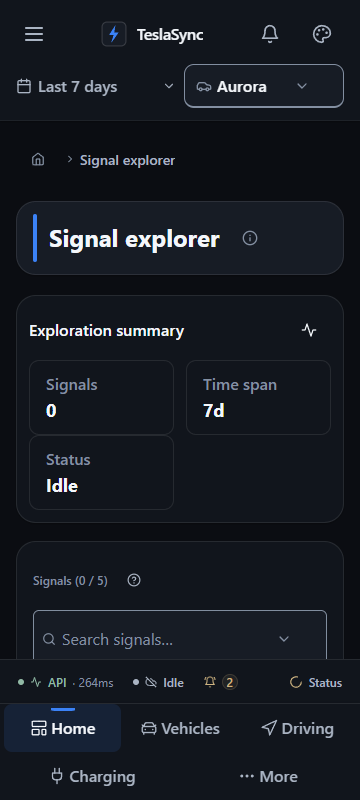 TeslaSync
Last 7 days
Aurora
Signal explorer
Signal explorer
Exploration summary
Signals
0
Time span
7d
Status
Idle
Signals (0 / 5)
Search signals...
API · 264ms
Idle
2
Status
Home
Vehicles
Driving
Charging
More